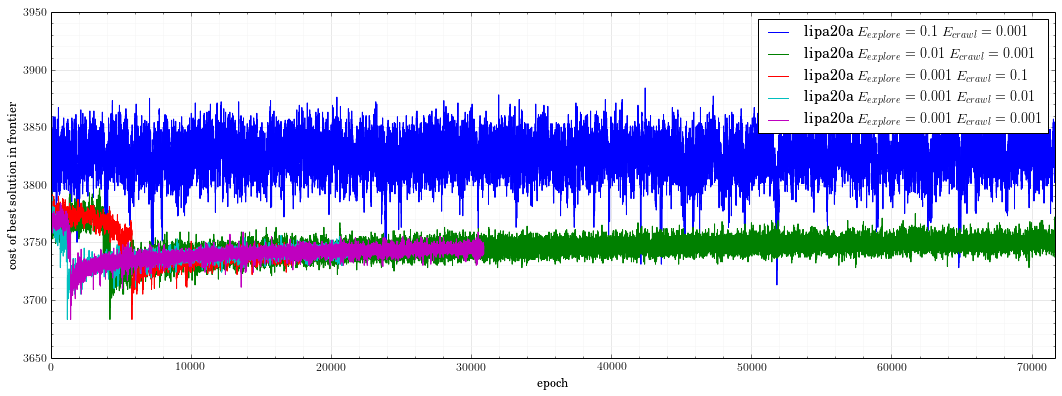 3950
3900
3850
3800
3750
3700
3650
cost of best solution in frontier
lipa20a E_explore = 0.1 E_crawl = 0.001
lipa20a E_explore = 0.01 E_crawl = 0.001
lipa20a E_explore = 0.001 E_crawl = 0.1
lipa20a E_explore = 0.001 E_crawl = 0.01
lipa20a E_explore = 0.001 E_crawl = 0.001
0 10000 20000 30000 40000 50000 60000 70000
epoch